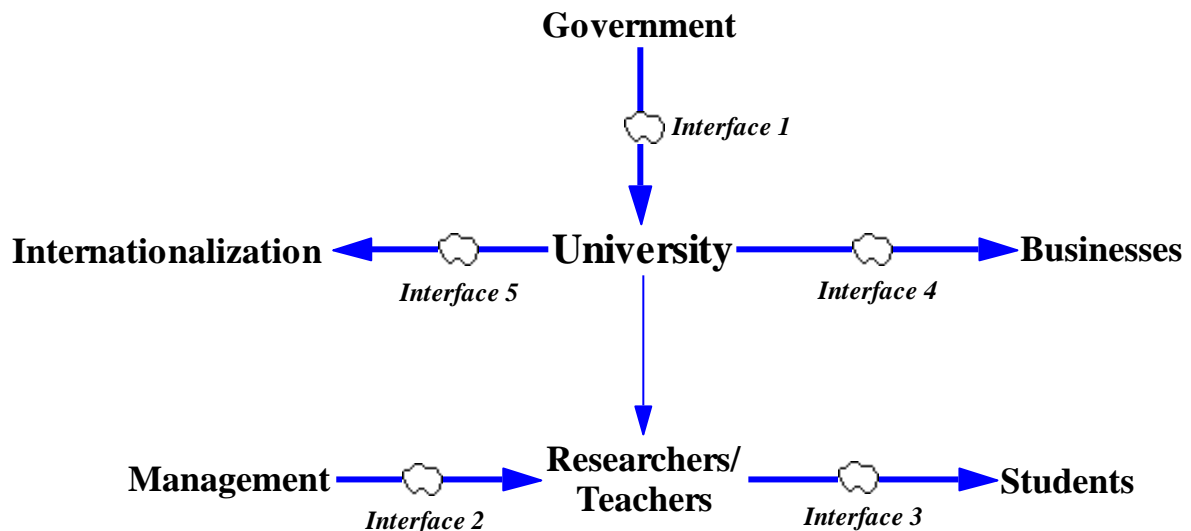 Government
Interface 1
Internationalization
University
Businesses
Interface 5
Interface 4
Management
Researchers/
Teachers
Students
Interface 2
Interface 3